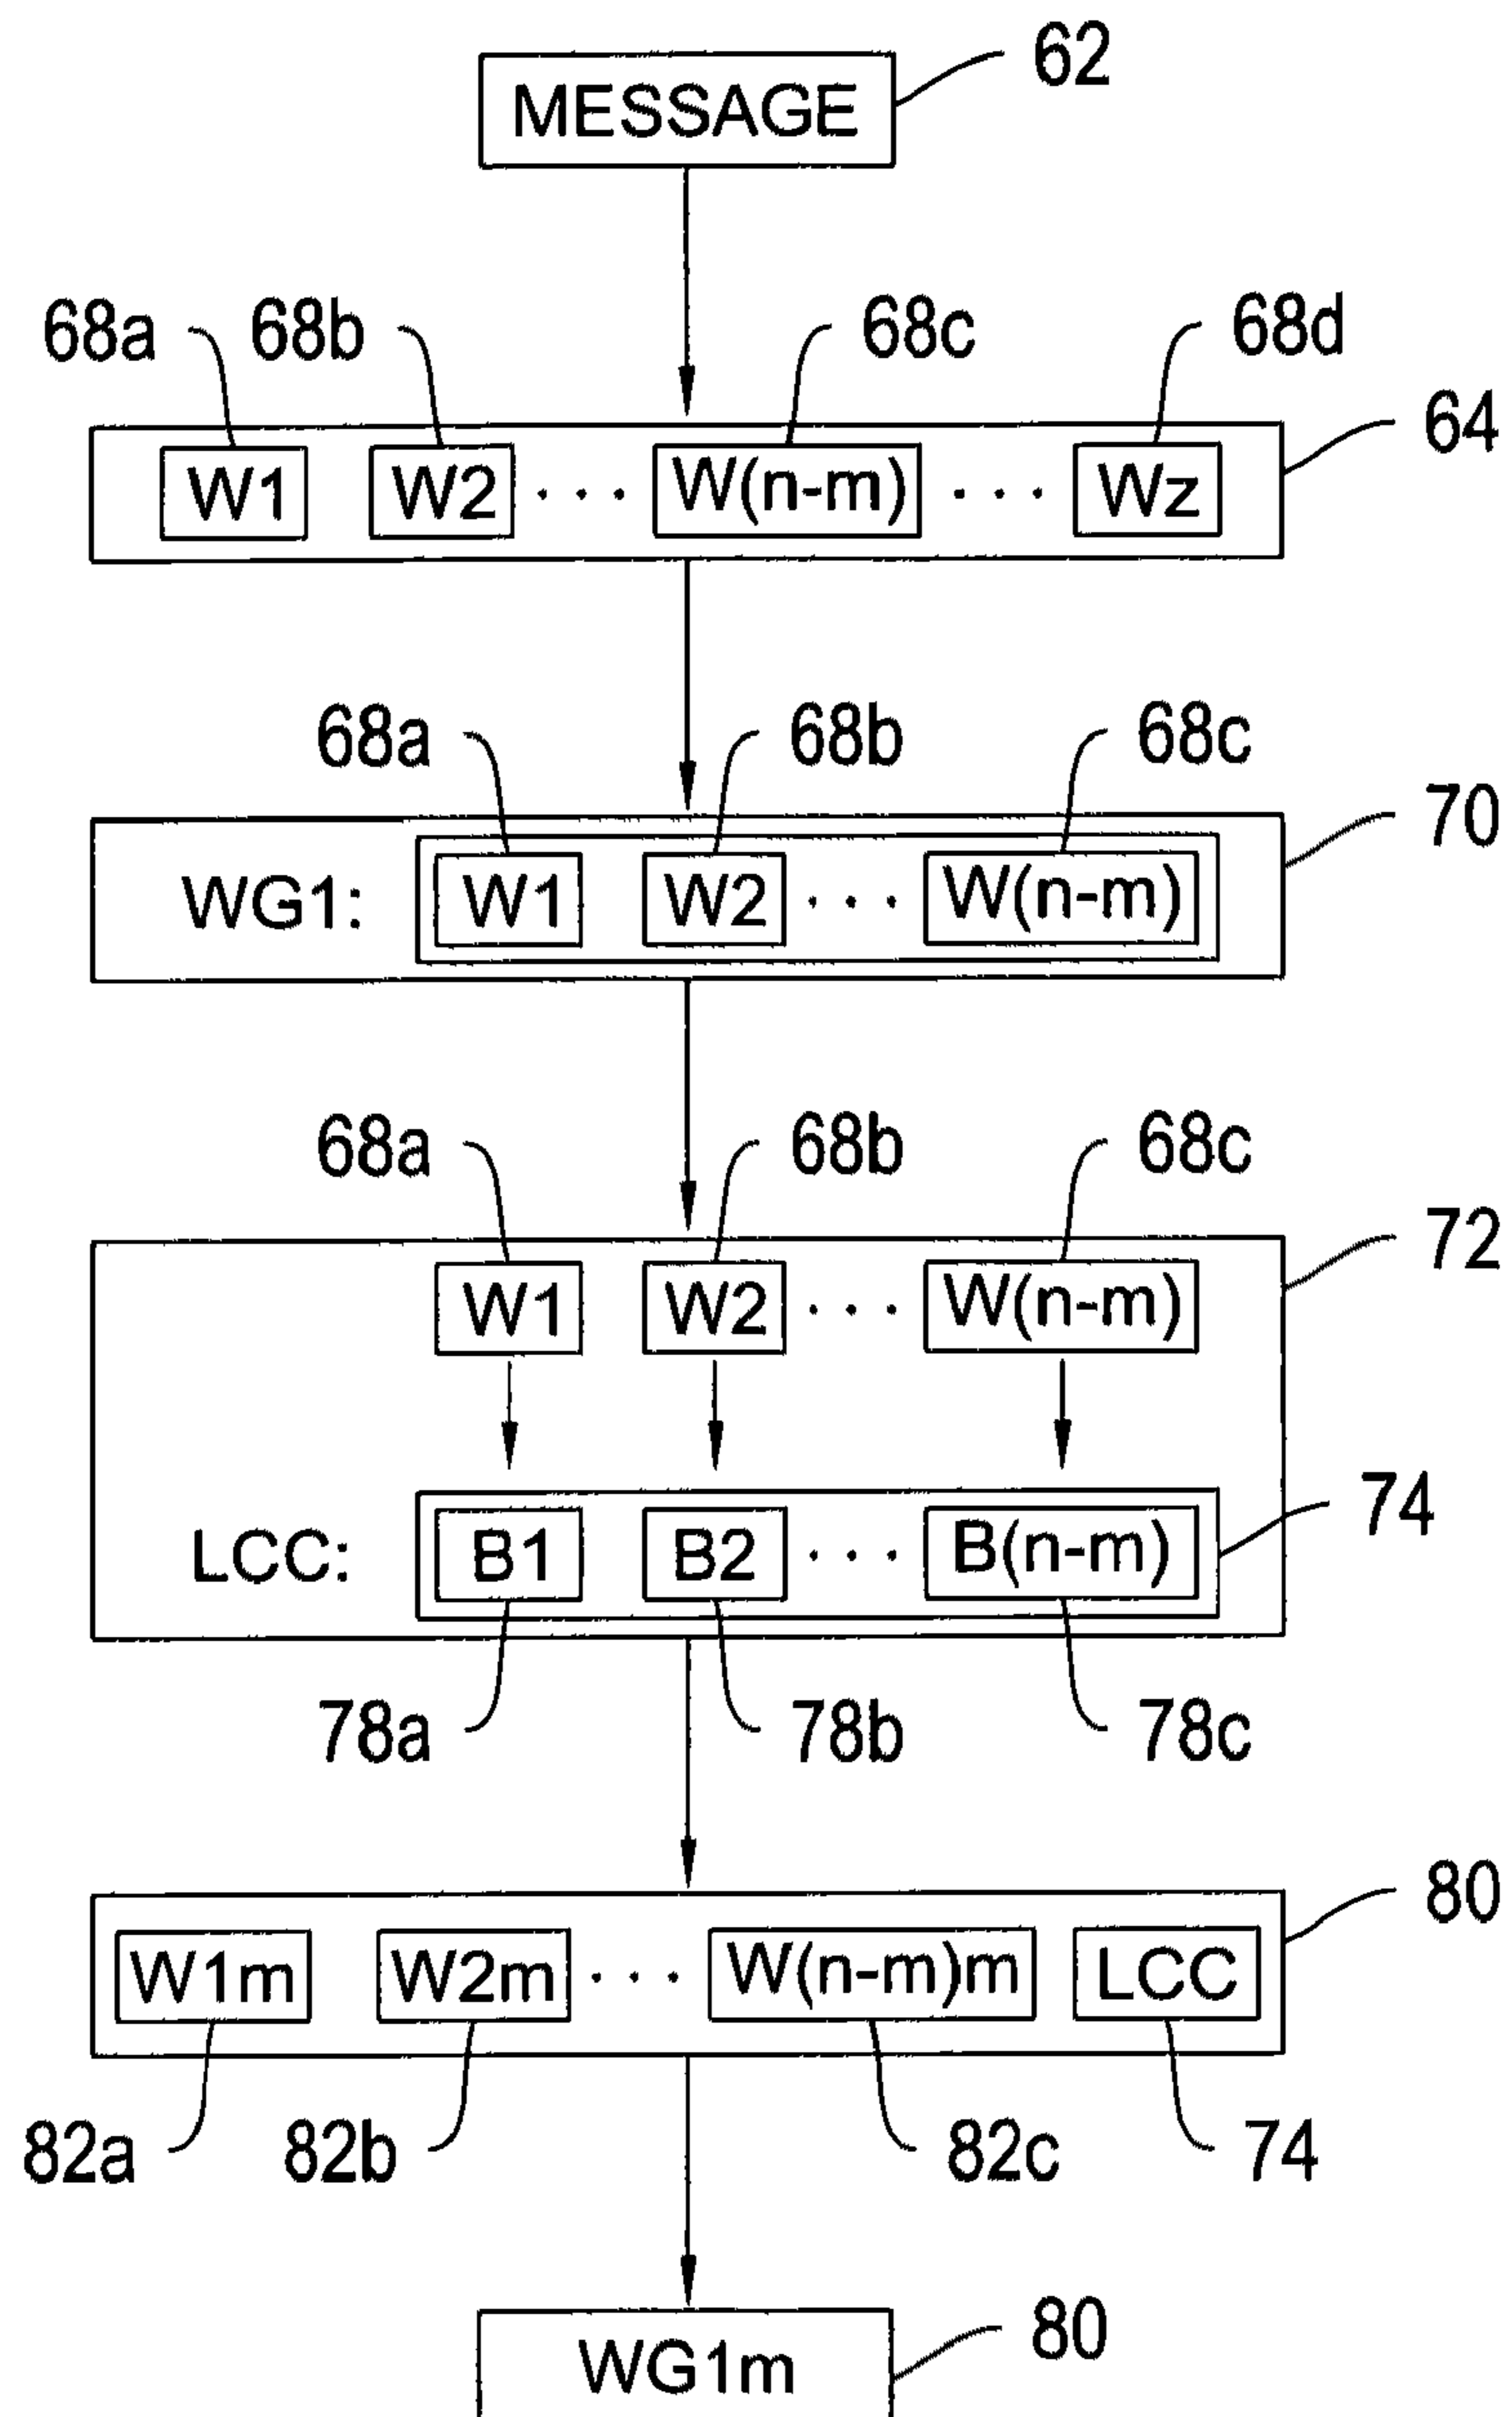 62
MESSAGE
68a 68b 68c 68d
64
W1 W2 . . . W(n-m) . . . Wz
68a 68b 68c
70
WG1: W1 W2 . . . W(n-m)
68a 68b 68c
72
W1 W2 . . . W(n-m)
74
LCC: B1 B2 . . . B(n-m)
78a 78b 78c
80
W1m W2m . . . W(n-m)m LCC
82a 82b 82c 74
80
WG1m